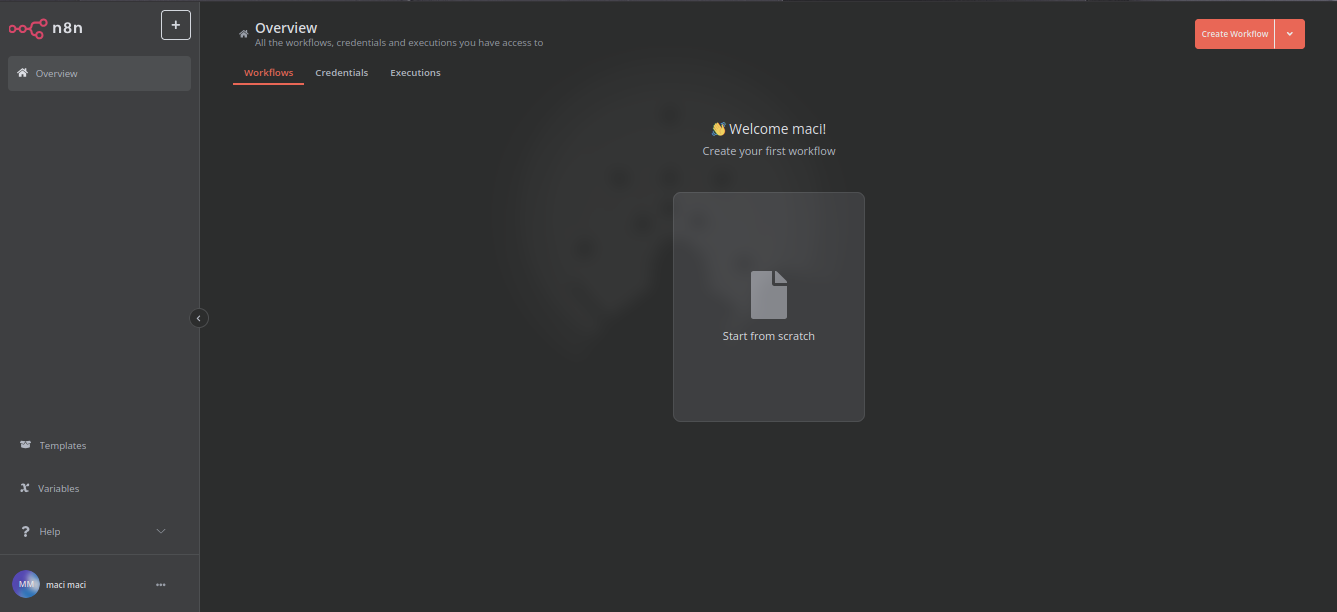 n8n
+
Overview
Overview
All the workflows, credentials and executions you have access to
Create Workflow
Workflows
Credentials
Executions
👋 Welcome maci!
Create your first workflow
Start from scratch
Templates
Variables
? Help
MM
maci maci